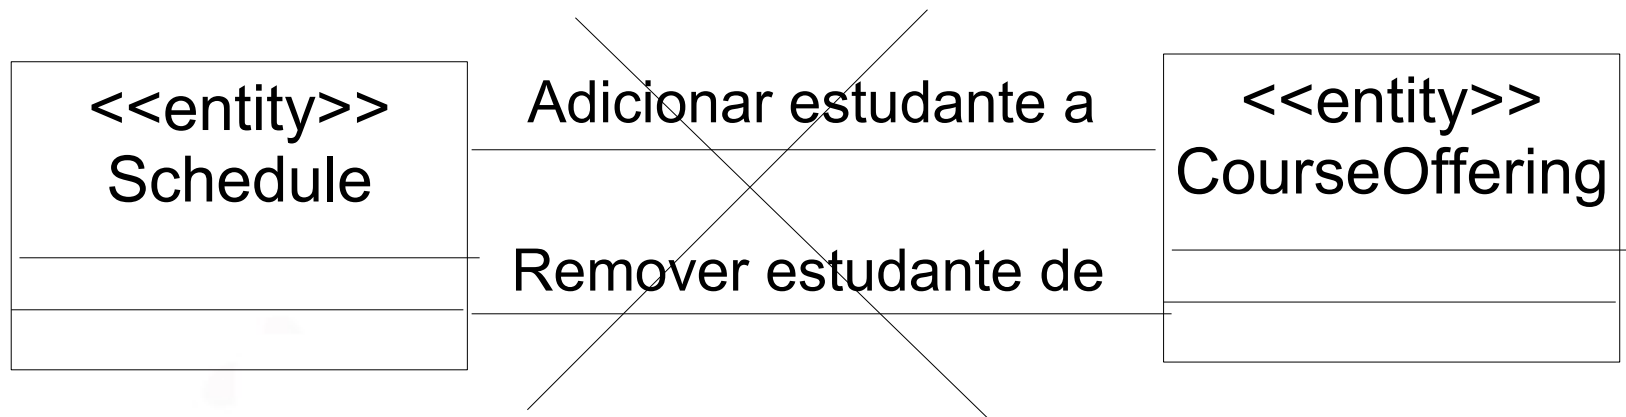 <<entity>>
Schedule
Adicionar estudante a
Remover estudante de
<<entity>>
CourseOffering